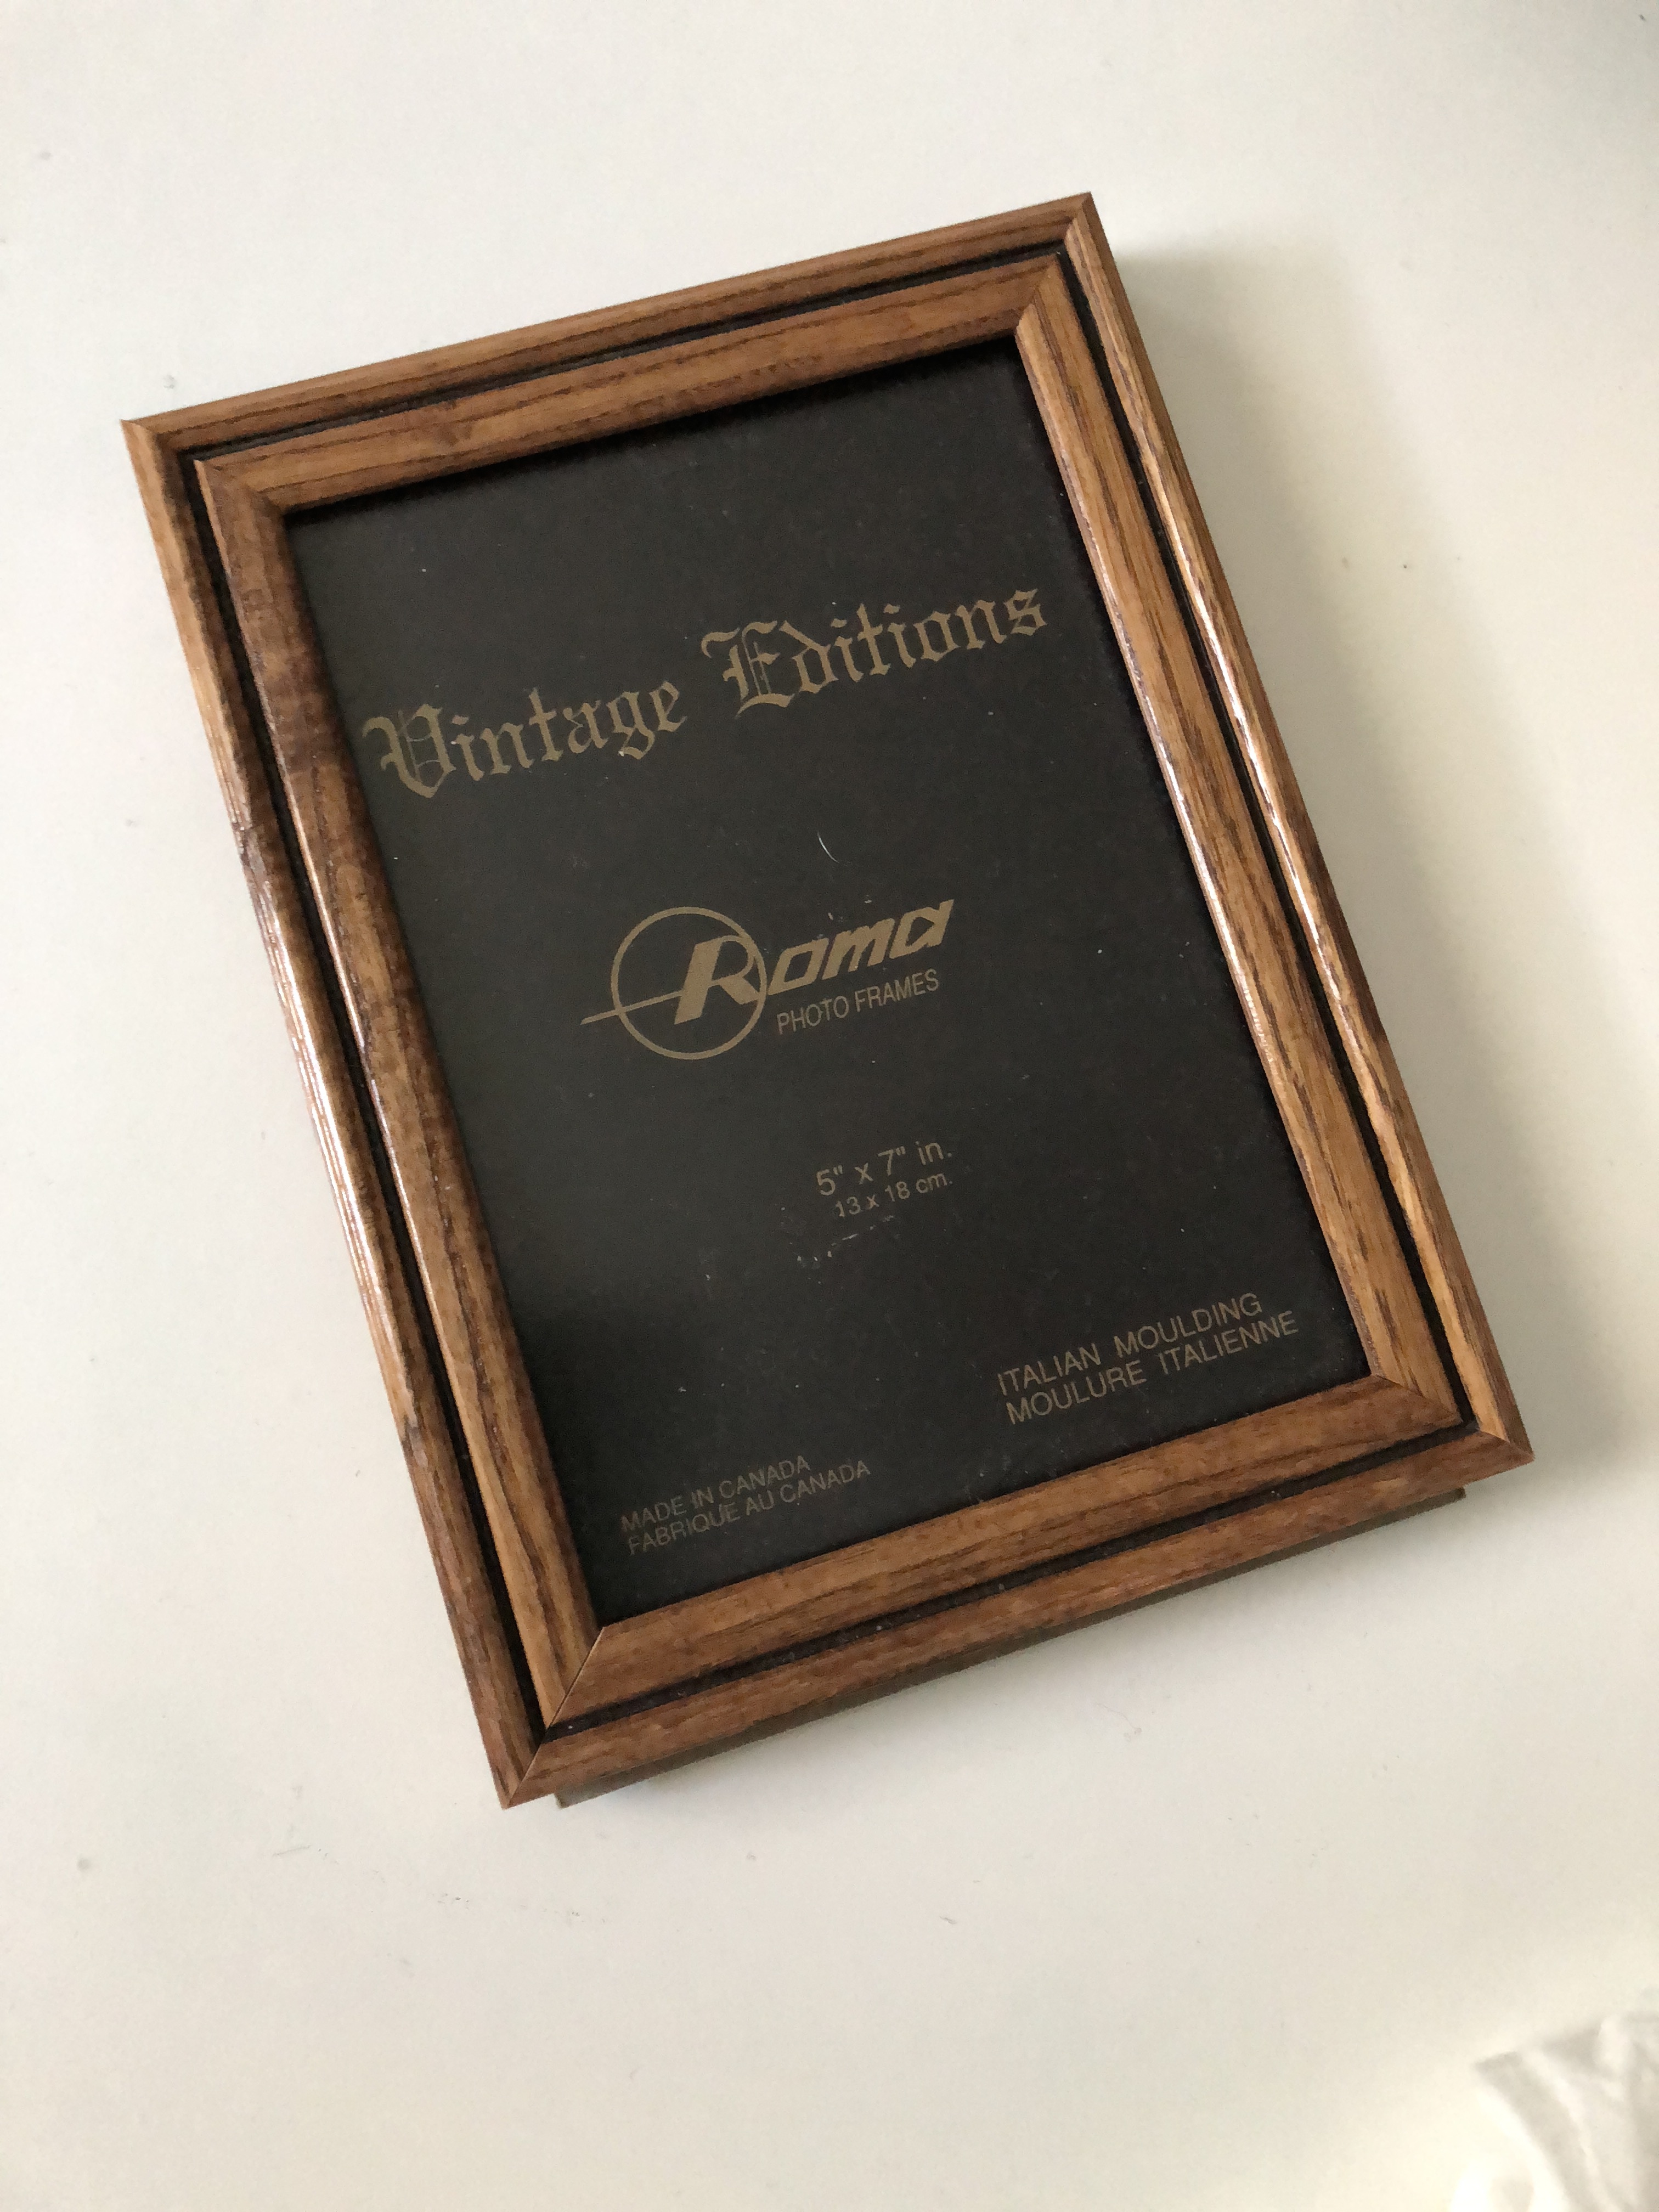 Vintage Editions
Roma
PHOTO FRAMES
5" x 7" in.
13 x 18 cm.
ITALIAN MOULDING
MOULURE ITALIENNE
MADE IN CANADA
FABRIQUE AU CANADA